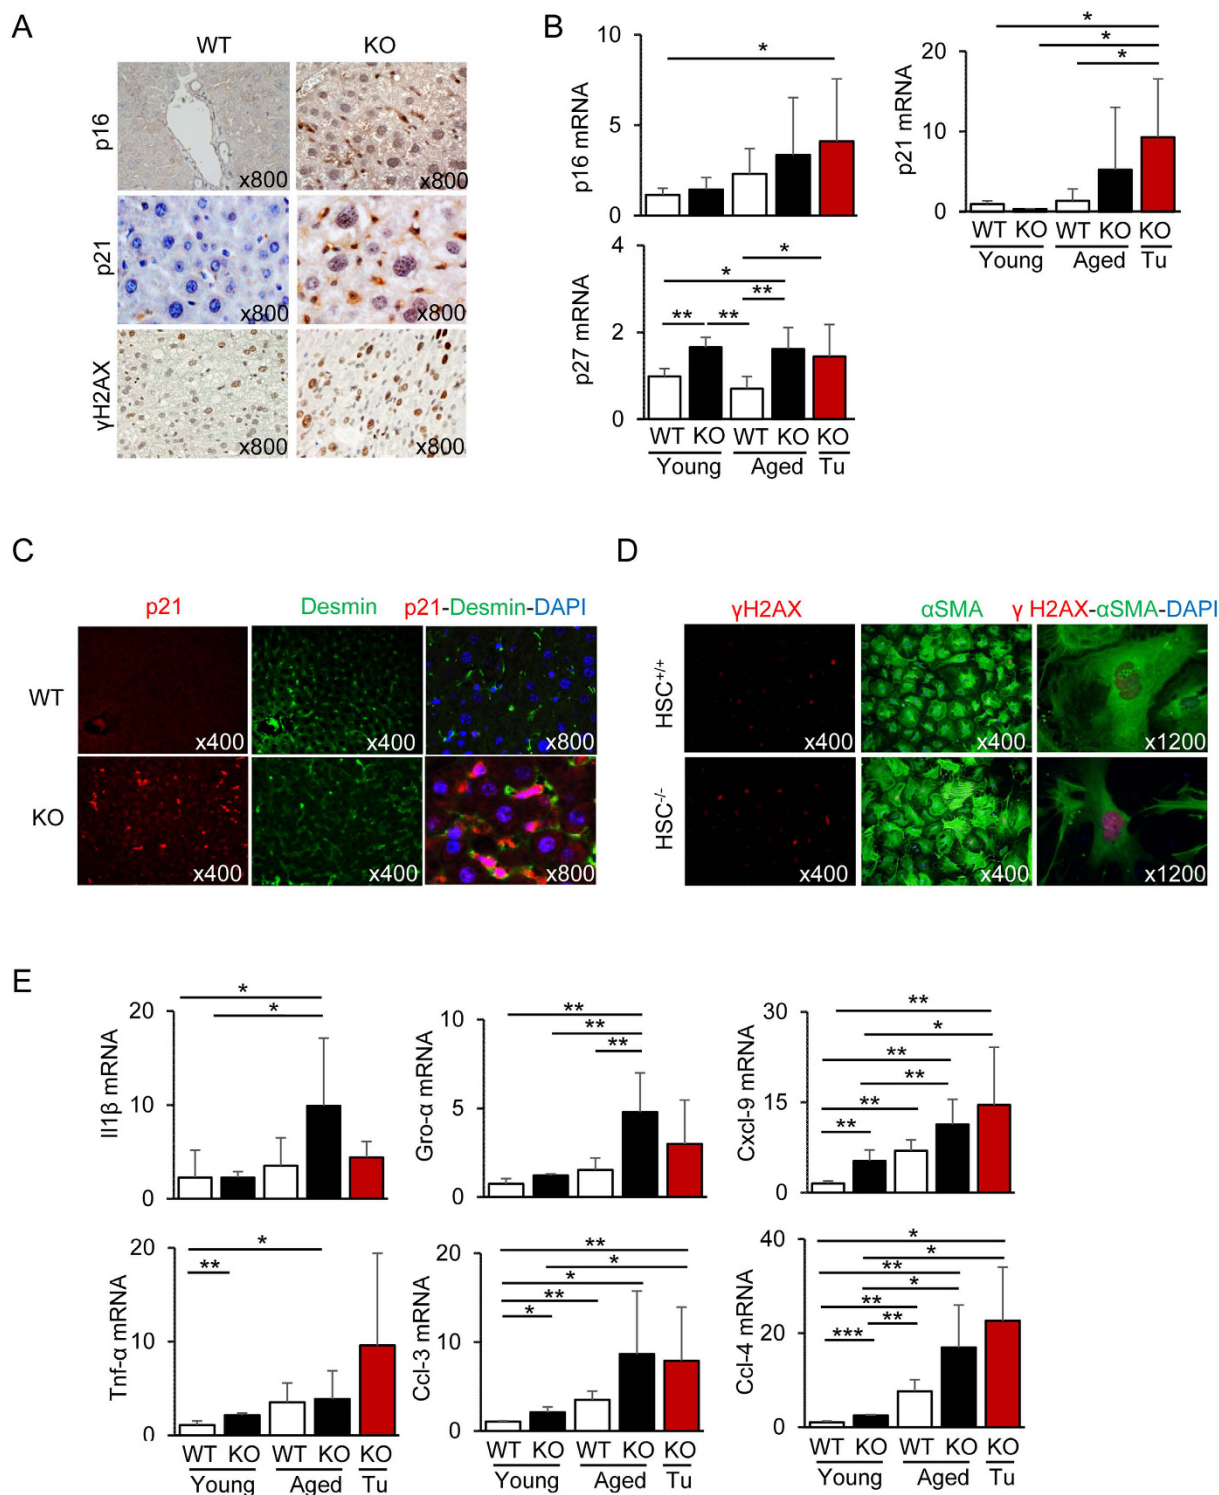 A
WT KO
p16
x800 x800
p21
x800 x800
γH2AX
x800 x800
B
p16 mRNA
10
5
0
*
p21 mRNA
20
10
0
*
*
*
WT KO WT KO KO
Young Aged Tu
p27 mRNA
4
2
0
*
*
**
** **
WT KO WT KO KO
Young Aged Tu
C
p21 Desmin p21-Desmin-DAPI
WT
x400 x400 x800
KO
x400 x400 x800
D
γH2AX αSMA γ H2AX-αSMA-DAPI
HSC+/+
x400 x400 x1200
HSC-/-
x400 x400 x1200
E
Il1β mRNA
20
10
0
*
*
Gro-α mRNA
10
5
0
**
**
**
Cxcl-9 mRNA
30
15
0
**
*
**
**
**
**
Tnf-α mRNA
20
10
0
*
**
WT KO WT KO KO
Young Aged Tu
Ccl-3 mRNA
20
10
0
**
*
*
**
*
WT KO WT KO KO
Young Aged Tu
Ccl-4 mRNA
40
20
0
*
*
**
*
**
**
***
WT KO WT KO KO
Young Aged Tu